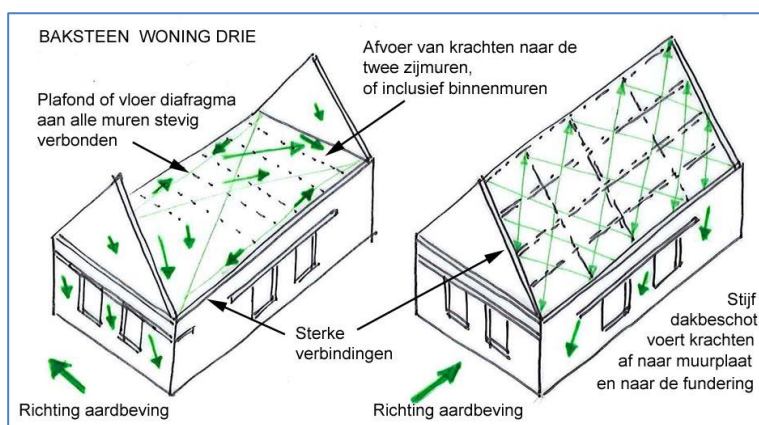 BAKSTEEN WONING DRIE
Plafond of vloer diafragma
aan alle muren stevig
verbonden
Afvoer van krachten naar de
twee zijmuren,
of inclusief binnenmuren
Sterke
verbindingen
Richting aardbeving
Richting aardbeving
Stijf
dakbeschot
voert krachten
af naar muurplaat
en naar de fundering